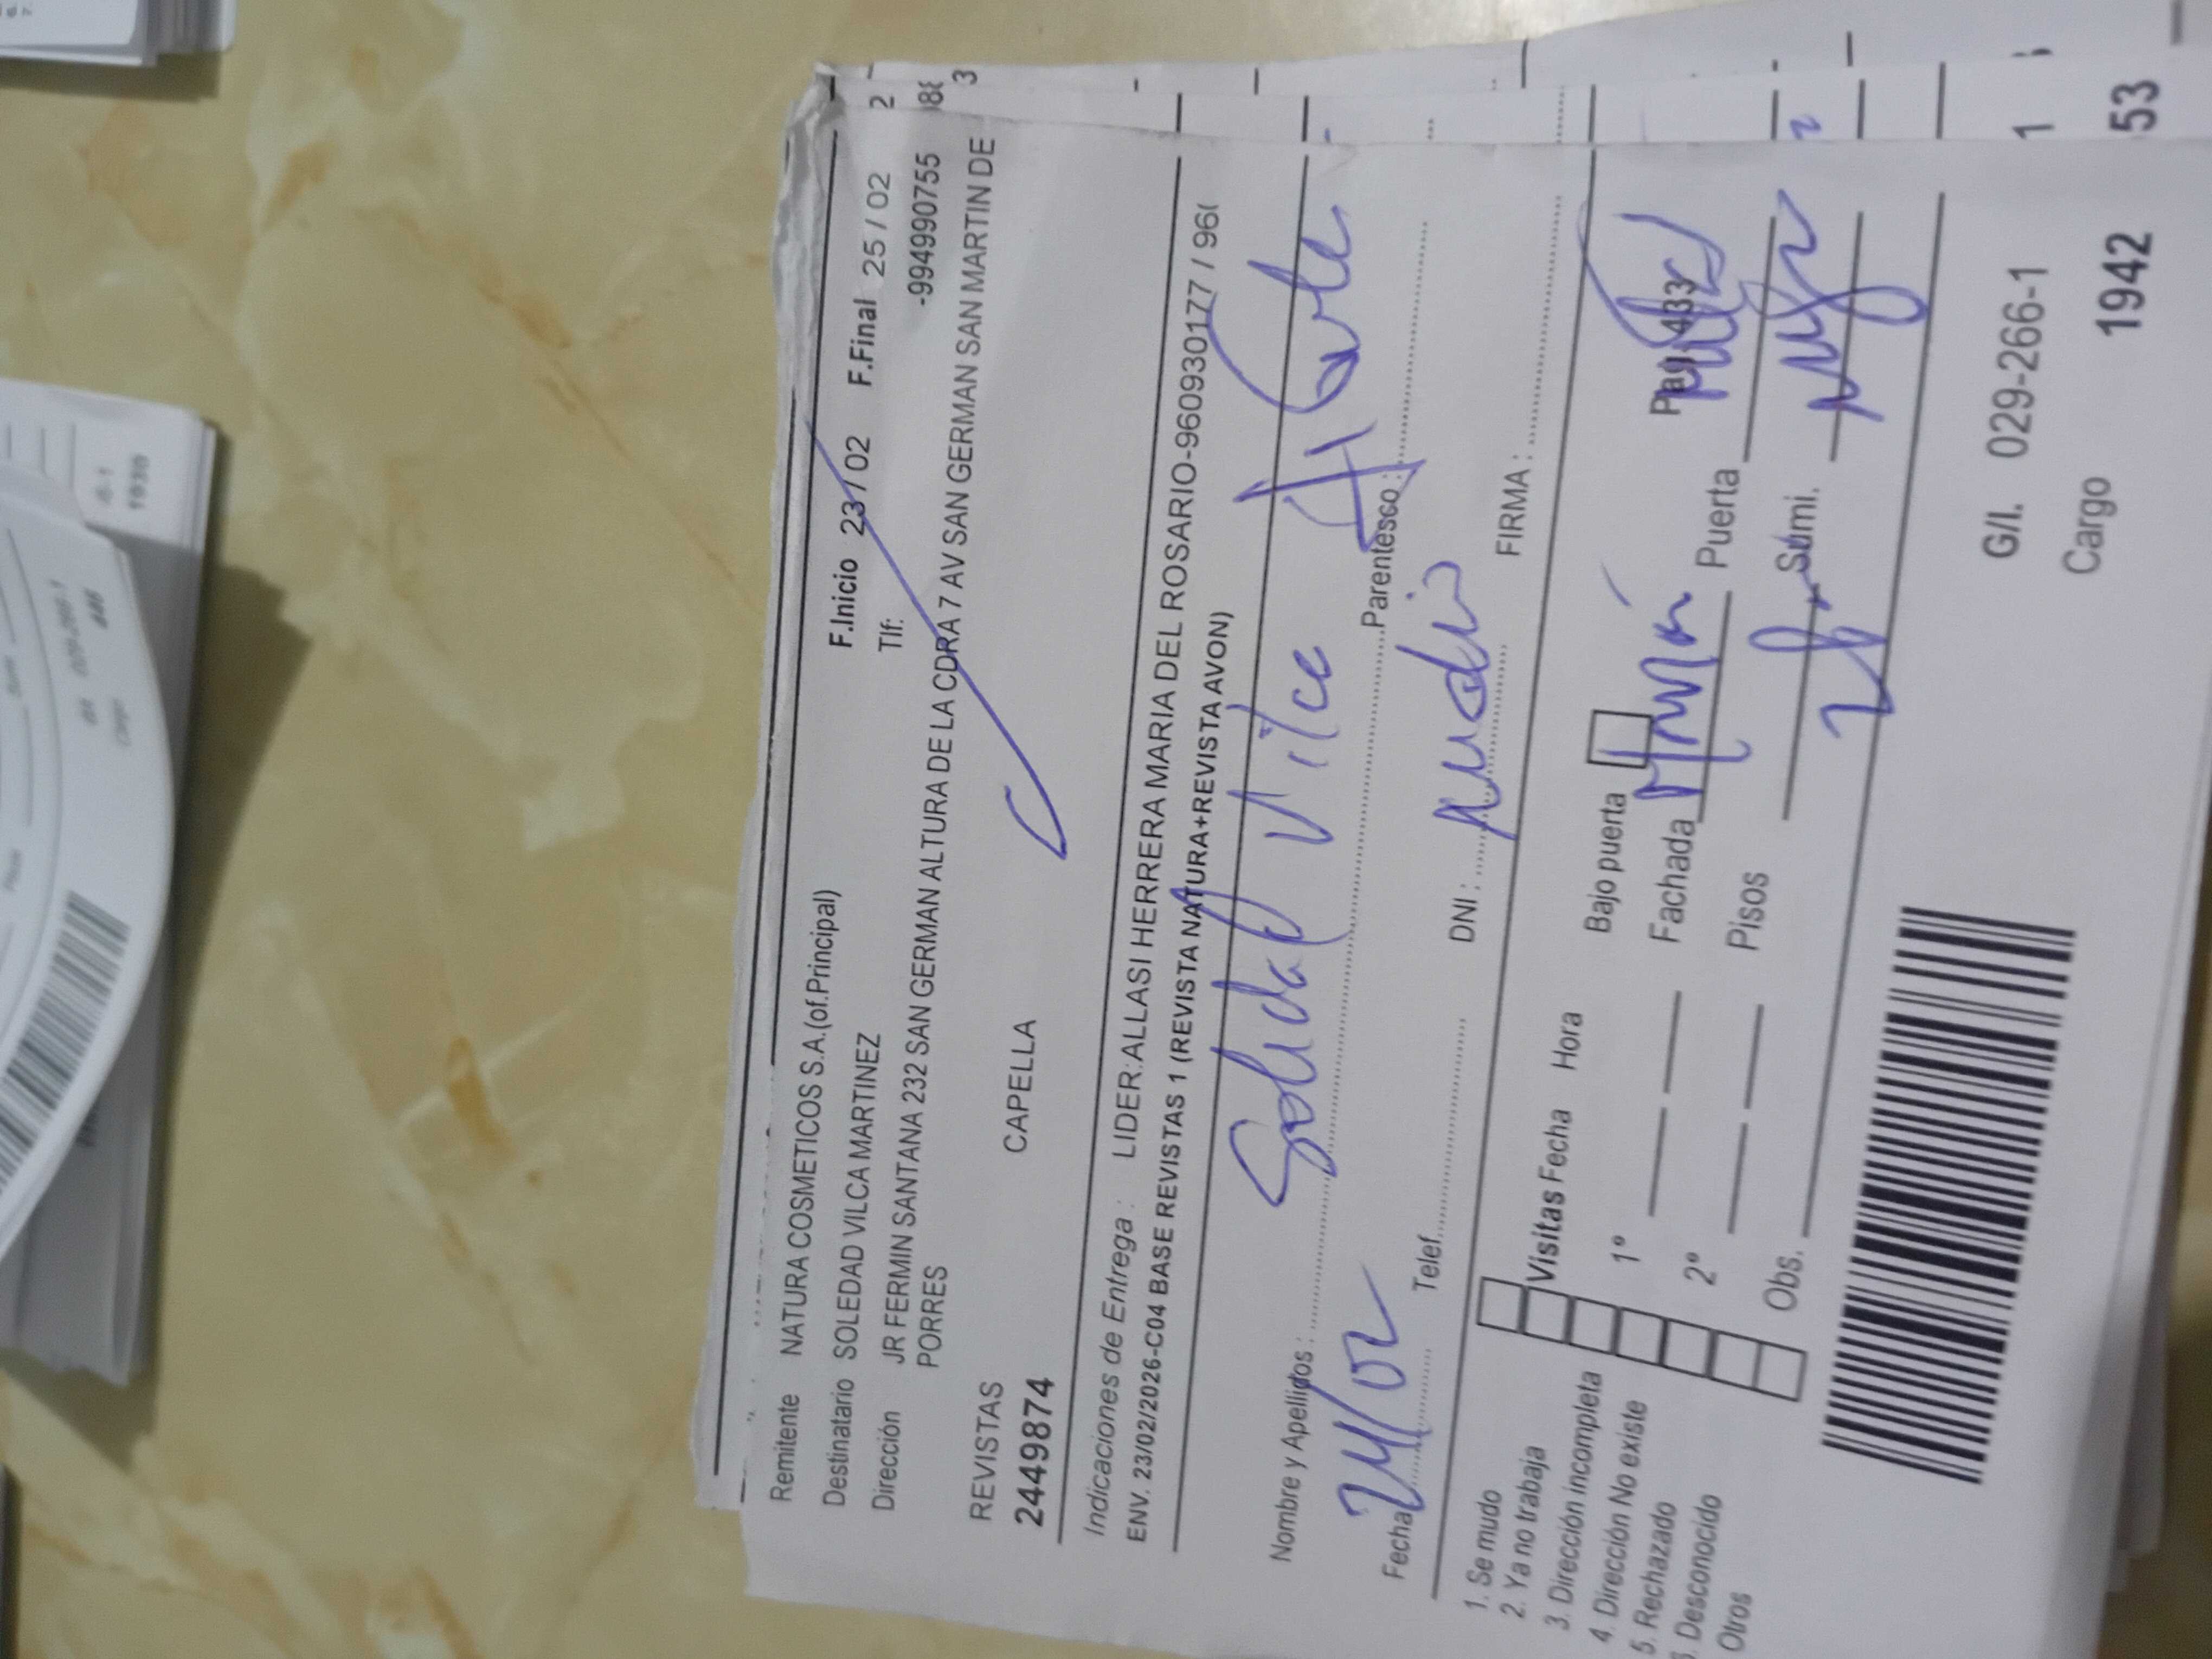 Remitente NATURA COSMETICOS S.A.(of.Principal)
Destinatario SOLEDAD VILCA MARTINEZ F.Inicio 23/02 F.Final 25/02
Dirección JR FERMIN SANTANA 232 SAN GERMAN ALTURA DE LA CDRA 7 AV SAN GERMAN SAN MARTIN DE
PORRES
Tlf: -994990755
REVISTAS
2449874 CAPELLA
Indicaciones de Entrega : LIDER:ALLASI HERRERA MARIA DEL ROSARIO-960930177 / 96(
ENV. 23/02/2026-C04 BASE REVISTAS 1 (REVISTA NATURA+REVISTA AVON)
Nombre y Apellidos : Soledad Vilca
Parentesco :
Fecha 24/02 Telef. DNI : FIRMA :
1. Se mudo
2. Ya no trabaja
3. Dirección incompleta
4. Dirección No existe
5. Rechazado
. Desconocido
Otros
Visitas Fecha Hora Bajo puerta Pag 433
1º Fachada Puerta
2º Pisos Sumi.
Obs.
G/I. 029-266-1
Cargo 1942
53